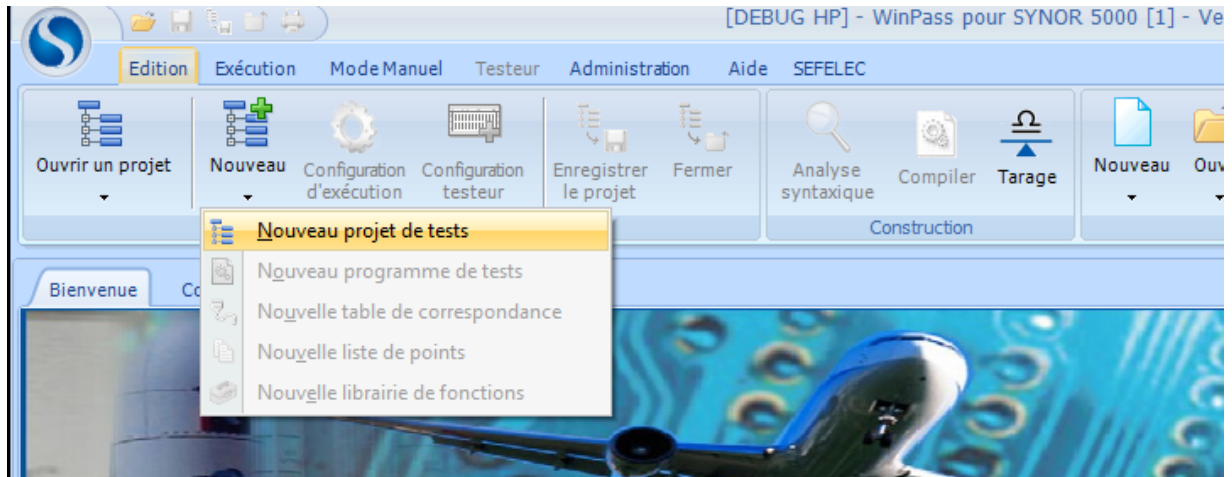 [DEBUG HP] - WinPass pour SYNOR 5000 [1] - Ve
Edition Exécution Mode Manuel Testeur Administration Aide SEFELEC
Ouvrir un projet
Nouveau
Configuration
d'exécution
Configuration
testeur
Enregistrer
le projet
Fermer
Analyse
syntaxique
Compiler
Tarage
Nouveau
Ouv
Construction
Nouveau projet de tests
Nouveau programme de tests
Nouvelle table de correspondance
Nouvelle liste de points
Nouvelle librairie de fonctions
Bienvenue Co